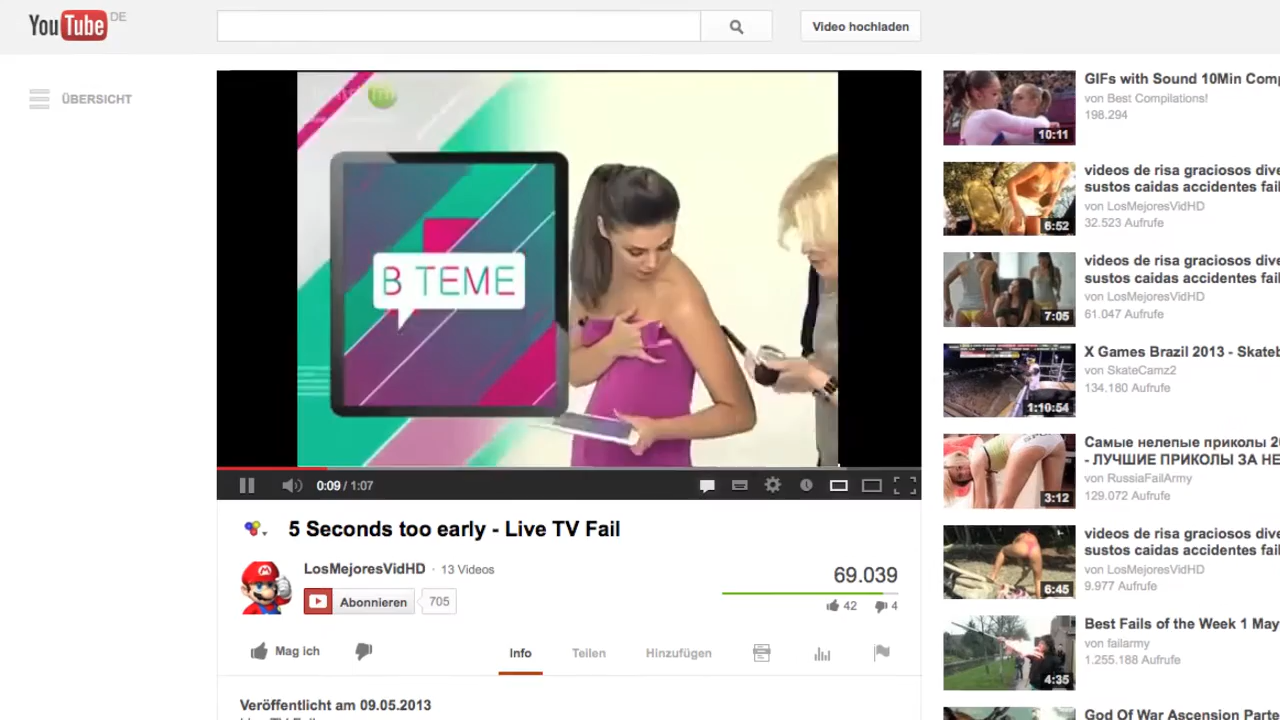 YouTube DE
Video hochladen
ÜBERSICHT
В ТЕМЕ
0:09 / 1:07
5 Seconds too early - Live TV Fail
LosMejoresVidHD · 13 Videos
Abonnieren 705
69.039
42 4
Mag ich
Info Teilen Hinzufügen
Veröffentlicht am 09.05.2013
GIFs with Sound 10Min Comp
von Best Compilations!
198.294
10:11
videos de risa graciosos dive
sustos caidas accidentes fail
von LosMejoresVidHD
32.523 Aufrufe
6:52
videos de risa graciosos dive
sustos caidas accidentes fail
von LosMejoresVidHD
61.047 Aufrufe
7:05
X Games Brazil 2013 - Skateb
von SkateCamz2
134.180 Aufrufe
1:10:54
Самые нелепые приколы 20
- ЛУЧШИЕ ПРИКОЛЫ ЗА НЕ
von RussiaFailArmy
129.072 Aufrufe
3:12
videos de risa graciosos dive
sustos caidas accidentes fail
von LosMejoresVidHD
9.977 Aufrufe
6:45
Best Fails of the Week 1 May
von failarmy
1.255.188 Aufrufe
4:35
God Of War Ascension Parte